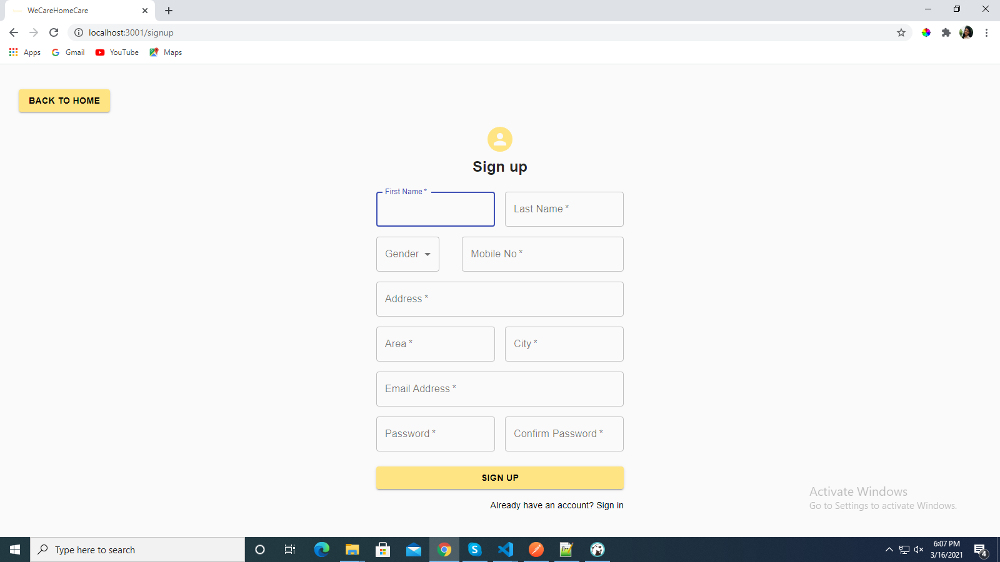 WeCareHomeCare
localhost:3001/signup
Apps Gmail YouTube Maps
BACK TO HOME
Sign up
First Name *
Last Name *
Gender
Mobile No *
Address *
Area *
City *
Email Address *
Password *
Confirm Password *
SIGN UP
Already have an account? Sign in
Activate Windows
Go to Settings to activate Windows.
Type here to search
6:07 PM
3/16/2021
4